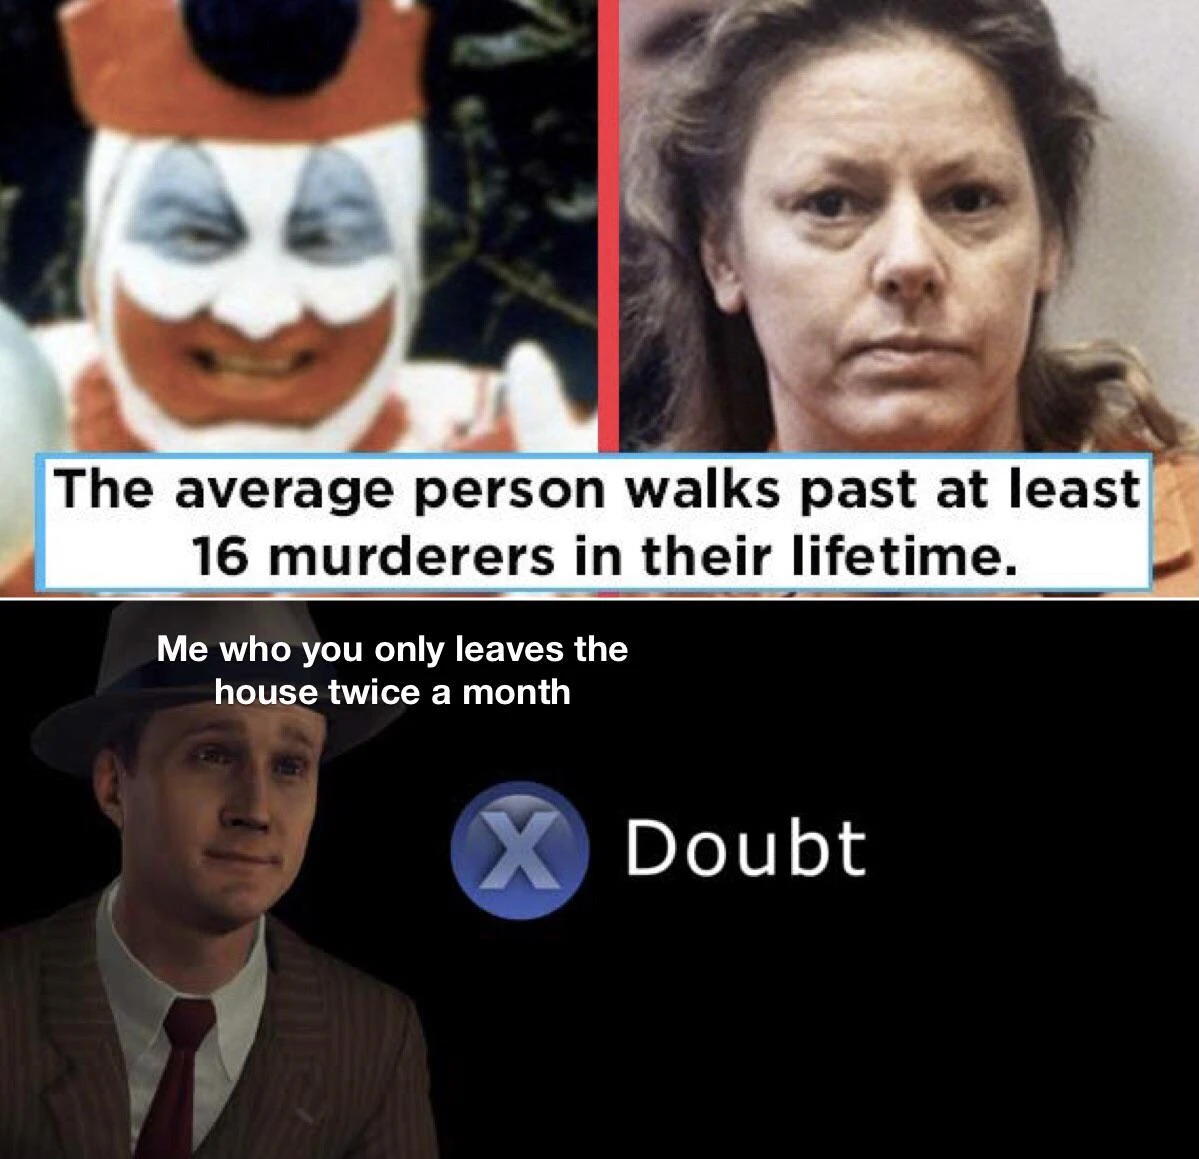 The average person walks past at least
16 murderers in their lifetime.
Me who you only leaves the
house twice a month
X Doubt